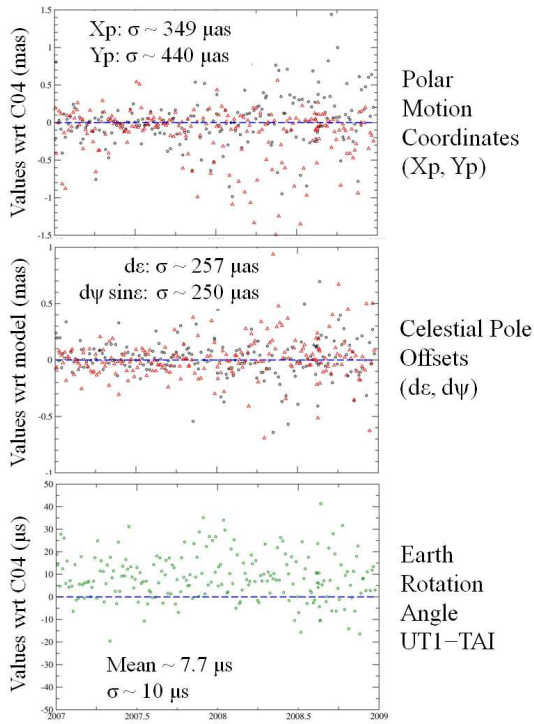 Values wrt C04 (mas)
1.5
1
0.5
0
-0.5
-1
-1.5
Xp: σ ~ 349 μas
Yp: σ ~ 440 μas
Polar
Motion
Coordinates
(Xp, Yp)
Values wrt model (mas)
1
0.5
0
-0.5
-1
dε: σ ~ 257 μas
dψ sinε: σ ~ 250 μas
Celestial Pole
Offsets
(dε, dψ)
Values wrt C04 (μs)
50
40
30
20
10
0
-10
-20
-30
-40
-50
Mean ~ 7.7 μs
σ ~ 10 μs
2007
2007.5
2008
2008.5
2009
Earth
Rotation
Angle
UT1−TAI